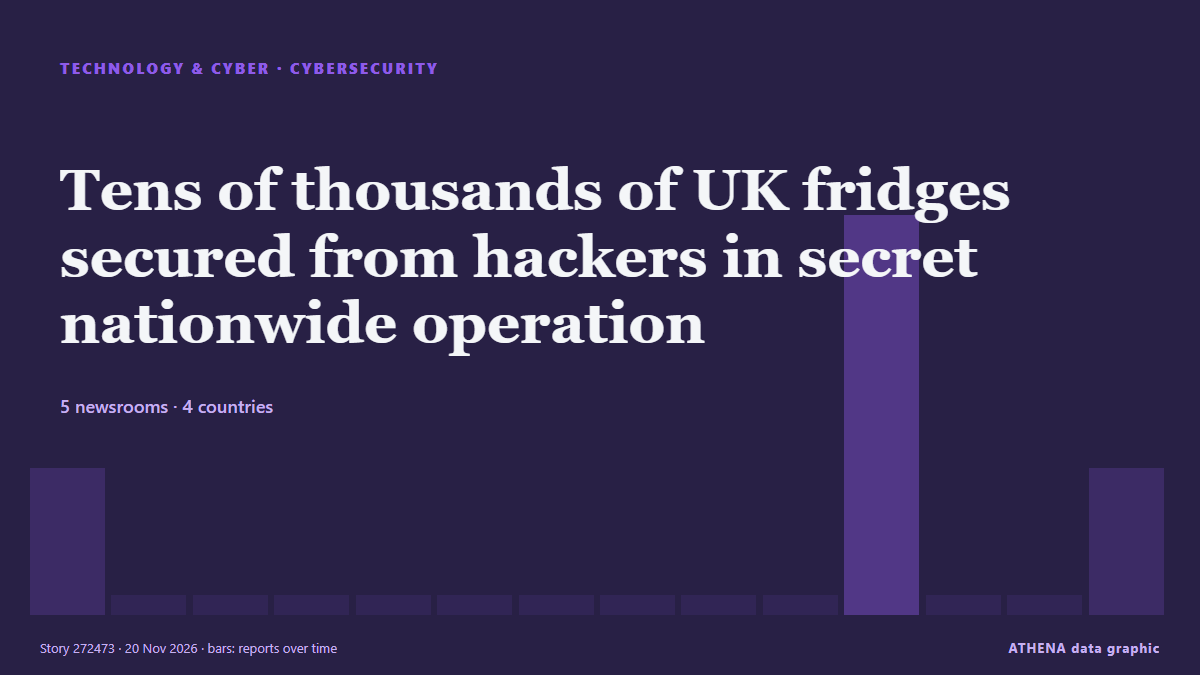 TECHNOLOGY & CYBER · CYBERSECURITY
Tens of thousands of UK fridges
secured from hackers in secret
nationwide operation
5 newsrooms · 4 countries
Story 272473 · 20 Nov 2026 · bars: reports over time
ATHENA data graphic